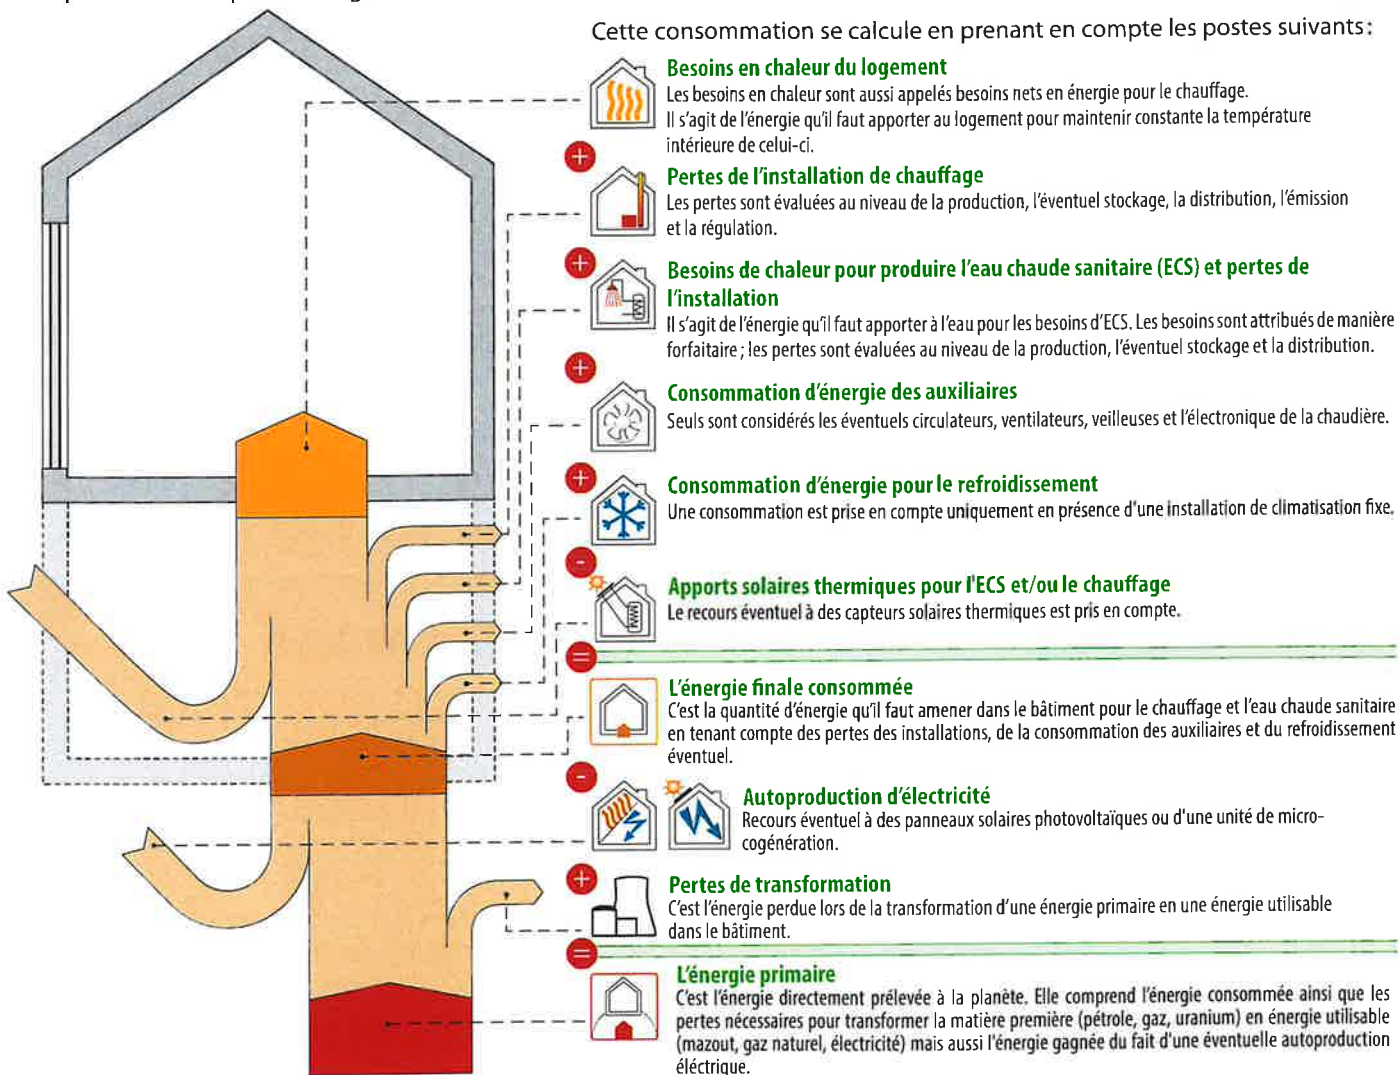 Cette consommation se calcule en prenant en compte les postes suivants:
Besoins en chaleur du logement
Les besoins en chaleur sont aussi appelés besoins nets en énergie pour le chauffage.
Il s'agit de l'énergie qu'il faut apporter au logement pour maintenir constante la température
intérieure de celui-ci.
+
Pertes de l'installation de chauffage
Les pertes sont évaluées au niveau de la production, l'éventuel stockage, la distribution, l'émission
et la régulation.
+
Besoins de chaleur pour produire l'eau chaude sanitaire (ECS) et pertes de
l'installation
Il s'agit de l'énergie qu'il faut apporter à l'eau pour les besoins d'ECS. Les besoins sont attribués de manière
forfaitaire ; les pertes sont évaluées au niveau de la production, l'éventuel stockage et la distribution.
+
Consommation d'énergie des auxiliaires
Seuls sont considérés les éventuels circulateurs, ventilateurs, veilleuses et l'électronique de la chaudière.
+
Consommation d'énergie pour le refroidissement
Une consommation est prise en compte uniquement en présence d'une installation de climatisation fixe.
-
Apports solaires thermiques pour l'ECS et/ou le chauffage
Le recours éventuel à des capteurs solaires thermiques est pris en compte.
=
L'énergie finale consommée
C'est la quantité d'énergie qu'il faut amener dans le bâtiment pour le chauffage et l'eau chaude sanitaire
en tenant compte des pertes des installations, de la consommation des auxiliaires et du refroidissement
éventuel.
-
Autoproduction d'électricité
Recours éventuel à des panneaux solaires photovoltaïques ou d'une unité de micro-
cogénération.
+
Pertes de transformation
C'est l'énergie perdue lors de la transformation d'une énergie primaire en une énergie utilisable
dans le bâtiment.
=
L'énergie primaire
C'est l'énergie directement prélevée à la planète. Elle comprend l'énergie consommée ainsi que les
pertes nécessaires pour transformer la matière première (pétrole, gaz, uranium) en énergie utilisable
(mazout, gaz naturel, électricité) mais aussi l'énergie gagnée du fait d'une éventuelle autoproduction
éléctrique.